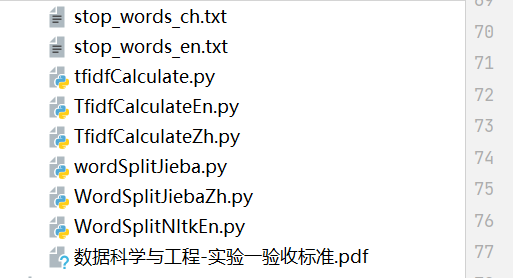 stop_words_ch.txt
stop_words_en.txt
tfidfCalculate.py
TfidfCalculateEn.py
TfidfCalculateZh.py
wordSplitJieba.py
WordSplitJiebaZh.py
WordSplitNltkEn.py
数据科学与工程-实验一验收标准.pdf
70
71
72
73
74
75
76
77